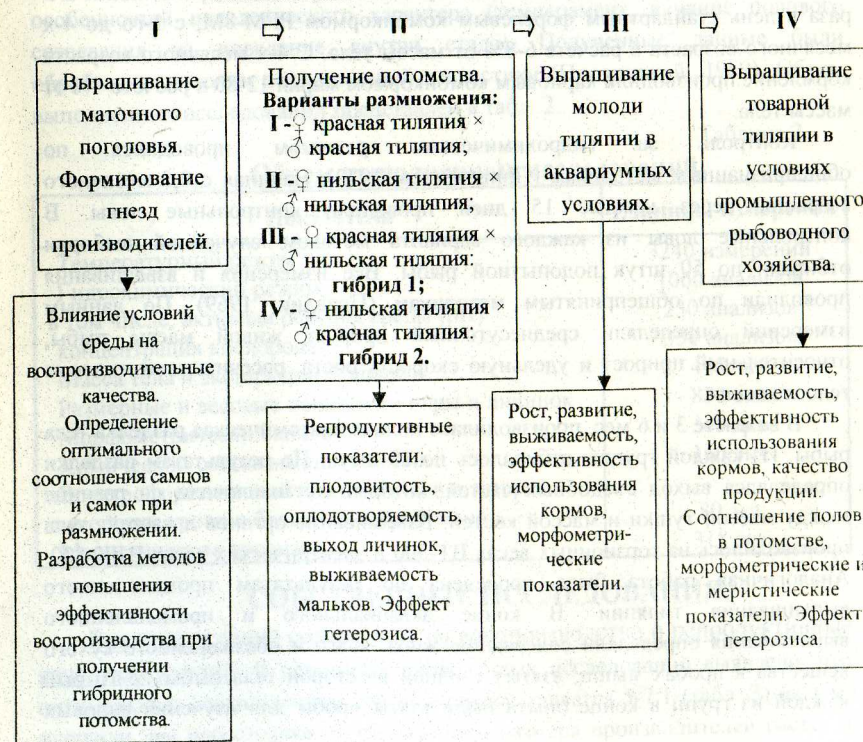 I ⇨ II ⇨ III ⇨ IV
Выращивание
маточного
поголовья.
Формирование
гнезд
производителей.
Получение потомства.
Варианты размножения:
I - ♀ красная тиляпия ×
♂ красная тиляпия;
II - ♀ нильская тиляпия ×
♂ нильская тиляпия;
III - ♀ красная тиляпия ×
♂ нильская тиляпия:
гибрид 1;
IV - ♀ нильская тиляпия ×
♂ красная тиляпия:
гибрид 2.
Выращивание
молоди
тиляпии в
аквариумных
условиях.
Выращивание
товарной
тиляпии в
условиях
промышленного
рыбоводного
хозяйства.
Влияние условий
среды на
воспроизводительные
качества.
Определение
оптимального
соотношения самцов
и самок при
размножении.
Разработка методов
повышения
эффективности
воспроизводства при
получении
гибридного
потомства.
Репродуктивные
показатели:
плодовитость,
оплодотворяемость,
выход личинок,
выживаемость
мальков. Эффект
гетерозиса.
Рост, развитие,
выживаемость,
эффективность
использования
кормов,
морфометри-
ческие
показатели.
Рост, развитие,
выживаемость,
эффективность
использования
кормов, качество
продукции.
Соотношение полов
в потомстве,
морфометрические и
меристические
показатели. Эффект
гетерозиса